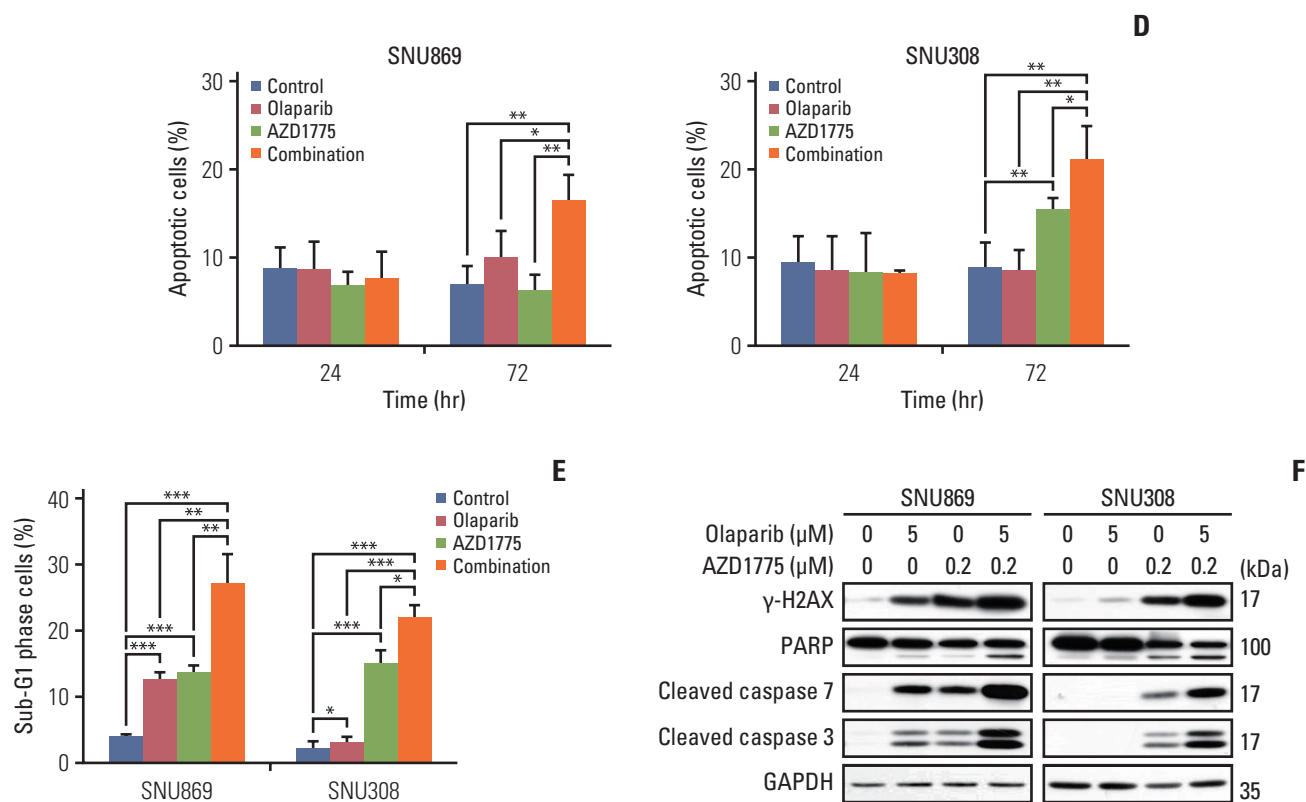 D
SNU869
Apoptotic cells (%)
30
20
10
0
Control
Olaparib
AZD1775
Combination
**
*
**
24
72
Time (hr)
SNU308
Apoptotic cells (%)
30
20
10
0
Control
Olaparib
AZD1775
Combination
**
**
*
**
24
72
Time (hr)
E
Sub-G1 phase cells (%)
40
30
20
10
0
Control
Olaparib
AZD1775
Combination
***
**
**
***
***
***
***
*
***
*
SNU869
SNU308
F
SNU869 SNU308
Olaparib (µM) 0 5 0 5 0 5 0 5
AZD1775 (µM) 0 0 0.2 0.2 0 0 0.2 0.2 (kDa)
γ-H2AX 17
PARP 100
Cleaved caspase 7 17
Cleaved caspase 3 17
GAPDH 35